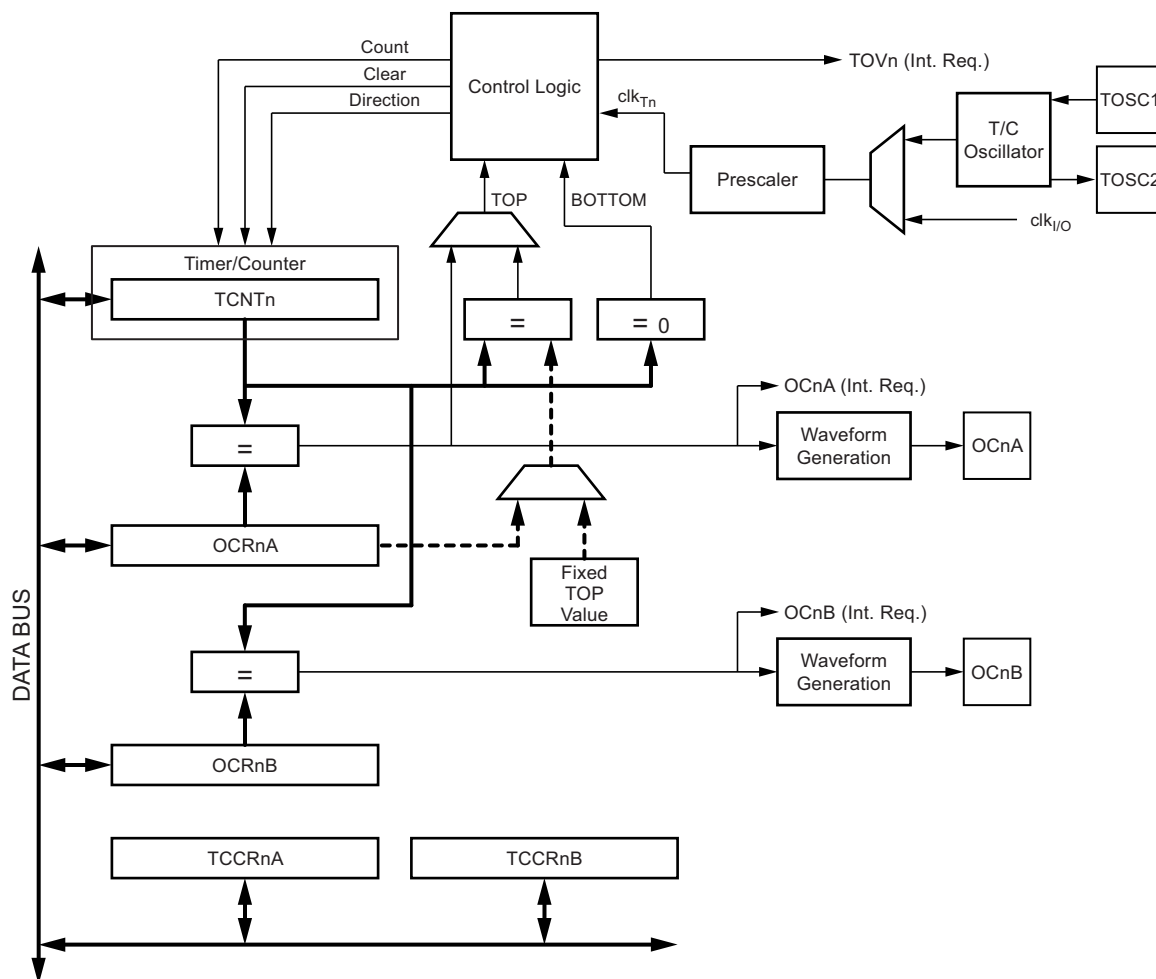 Count
Clear
Direction
Control Logic
TOVn (Int. Req.)
clkTn
TOSC1
T/C
Oscillator
TOSC2
Prescaler
clkI/O
TOP
BOTTOM
Timer/Counter
TCNTn
=
= 0
OCnA (Int. Req.)
=
Waveform
Generation
OCnA
OCRnA
Fixed
TOP
Value
DATA BUS
OCnB (Int. Req.)
=
Waveform
Generation
OCnB
OCRnB
TCCRnA
TCCRnB